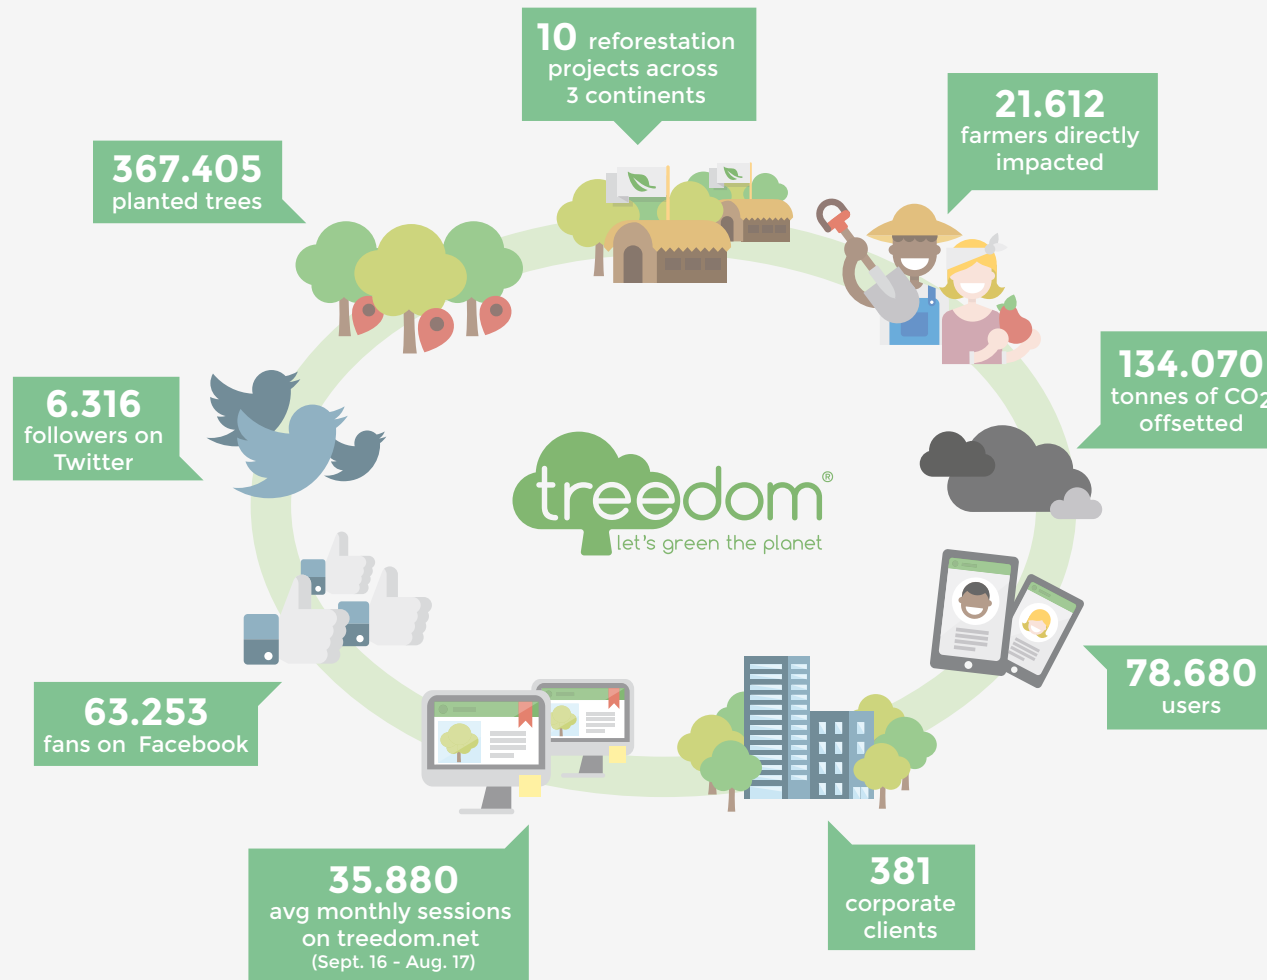 10 reforestation
projects across
3 continents
21.612
farmers directly
impacted
367.405
planted trees
134.070
tonnes of CO2
offsetted
6.316
followers on
Twitter
treedom®
let's green the planet
78.680
users
63.253
fans on Facebook
381
corporate
clients
35.880
avg monthly sessions
on treedom.net
(Sept. 16 - Aug. 17)